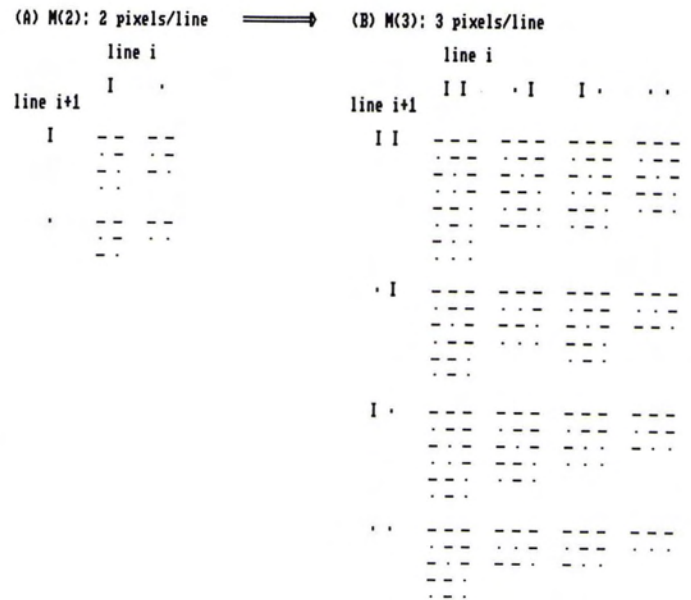 (A) M(2): 2 pixels/line ⟹ (B) M(3): 3 pixels/line
line i line i
I · I I · I I · · ·
line i+1 line i+1
I I I
· · I
I ·
· ·